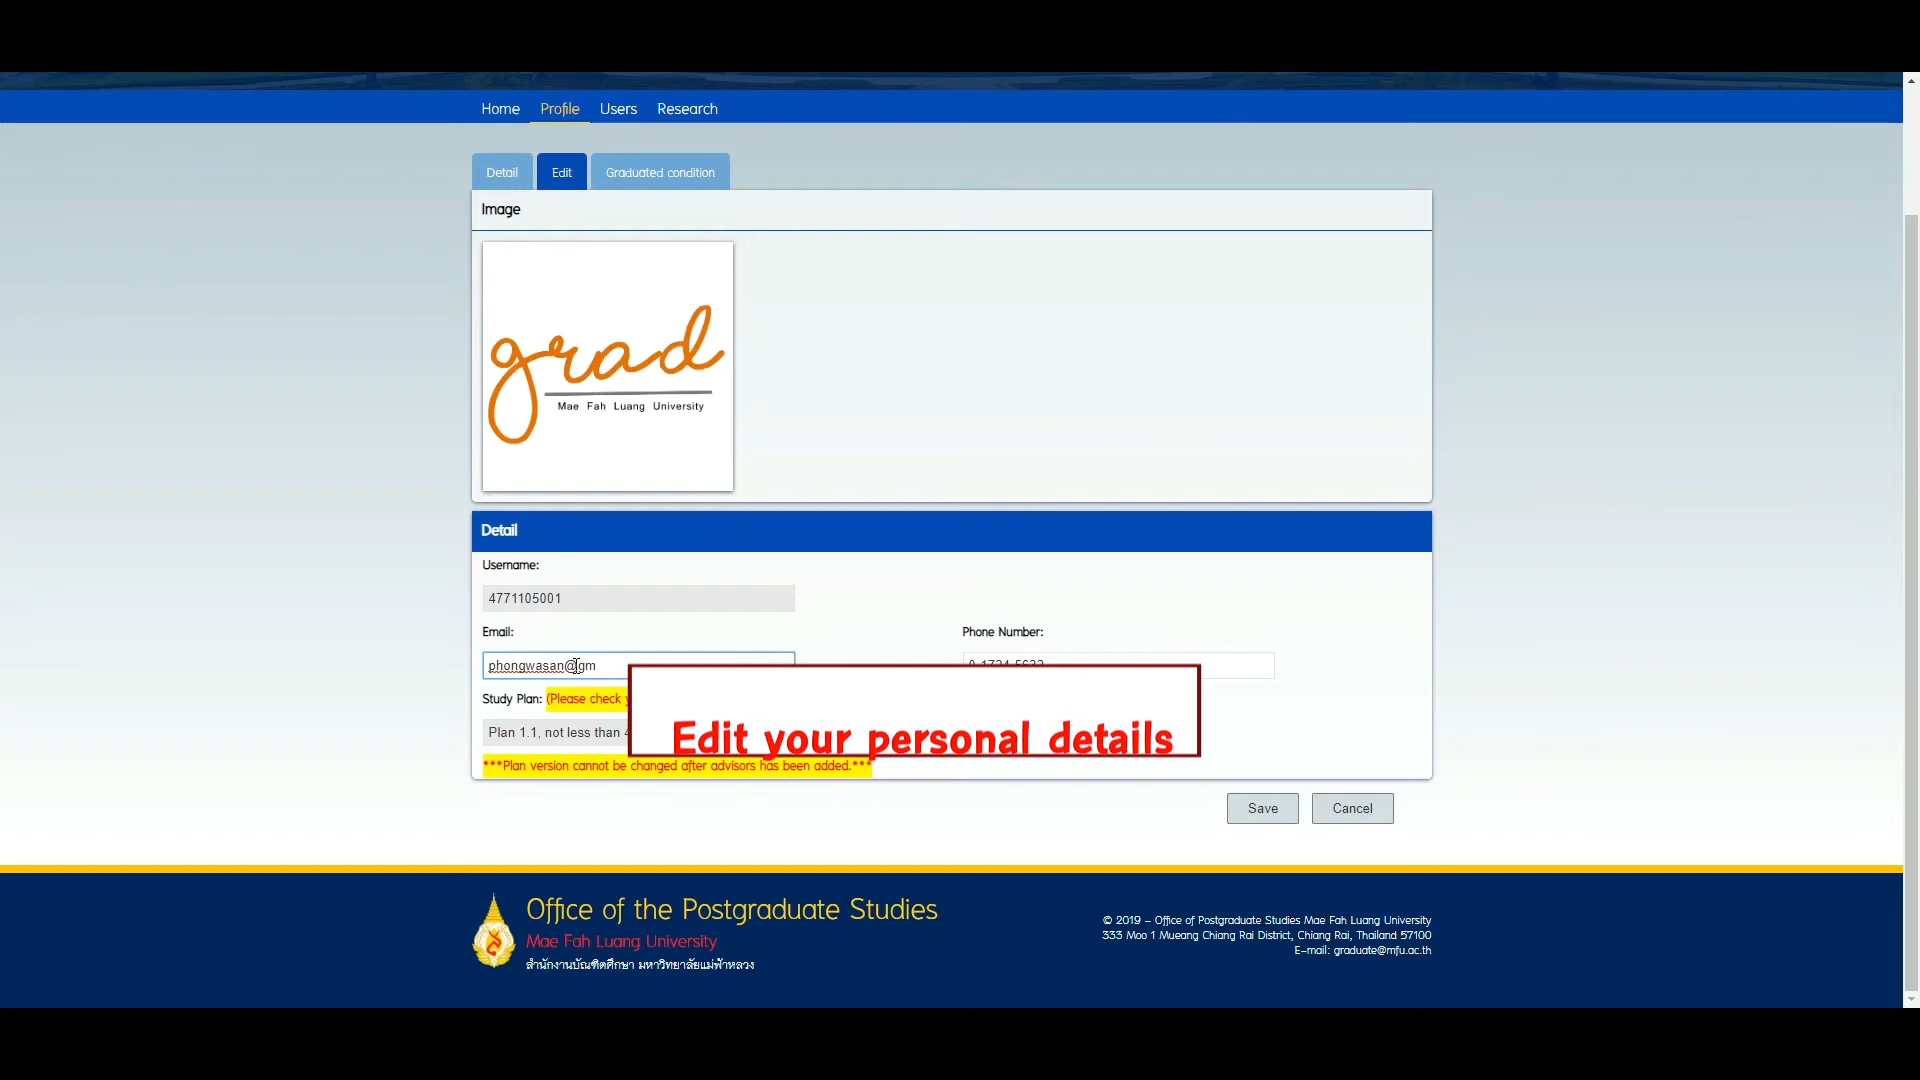 Home Profile Users Research
Detail Edit Graduated condition
Image
grad
Mae Fah Luang University
Detail
Username:
4771105001
Email: Phone Number:
phongwasan@gm
Study Plan: (Please check
Plan 1.1, not less than
Edit your personal details
***Plan version cannot be changed after advisors has been added.***
Save Cancel
Office of the Postgraduate Studies
Mae Fah Luang University
สำนักงานบัณฑิตศึกษา มหาวิทยาลัยแม่ฟ้าหลวง
© 2019 – Office of Postgraduate Studies Mae Fah Luang University
333 Moo 1 Mueang Chiang Rai District, Chiang Rai, Thailand 57100
E-mail: graduate@mfu.ac.th